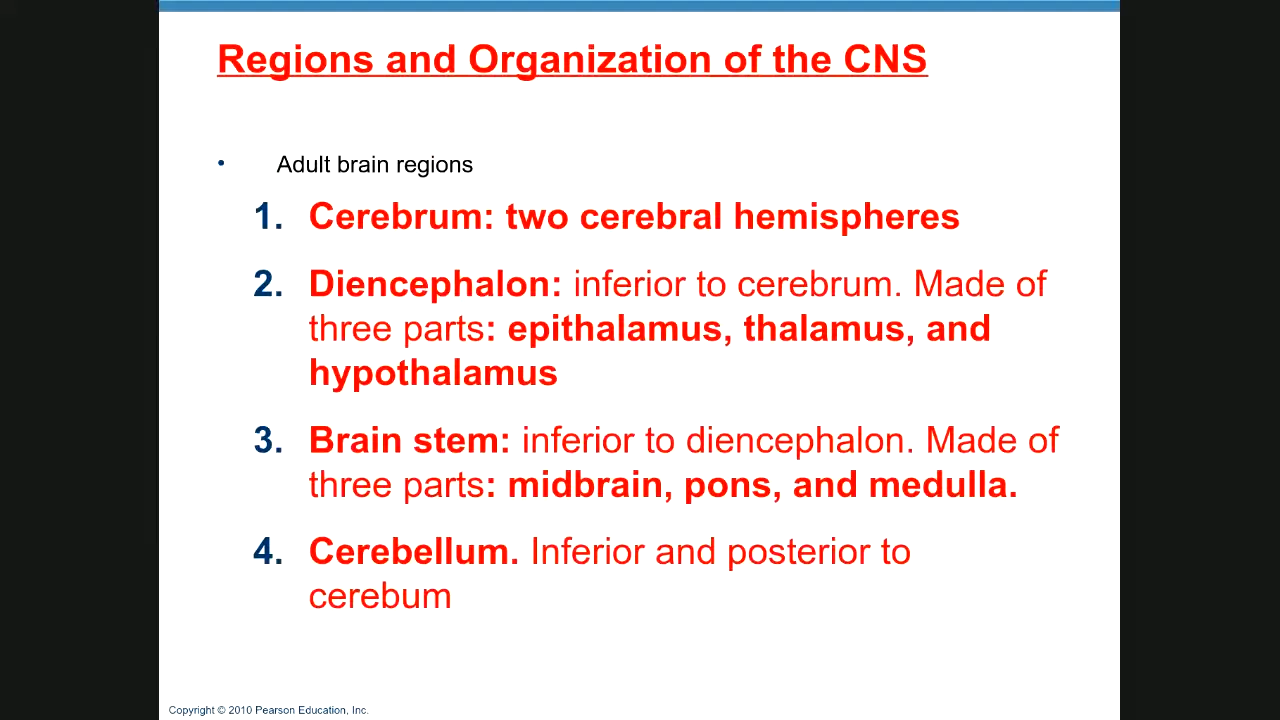 Regions and Organization of the CNS
• Adult brain regions
1. Cerebrum: two cerebral hemispheres
2. Diencephalon: inferior to cerebrum. Made of
three parts: epithalamus, thalamus, and
hypothalamus
3. Brain stem: inferior to diencephalon. Made of
three parts: midbrain, pons, and medulla.
4. Cerebellum. Inferior and posterior to
cerebum
Copyright © 2010 Pearson Education, Inc.